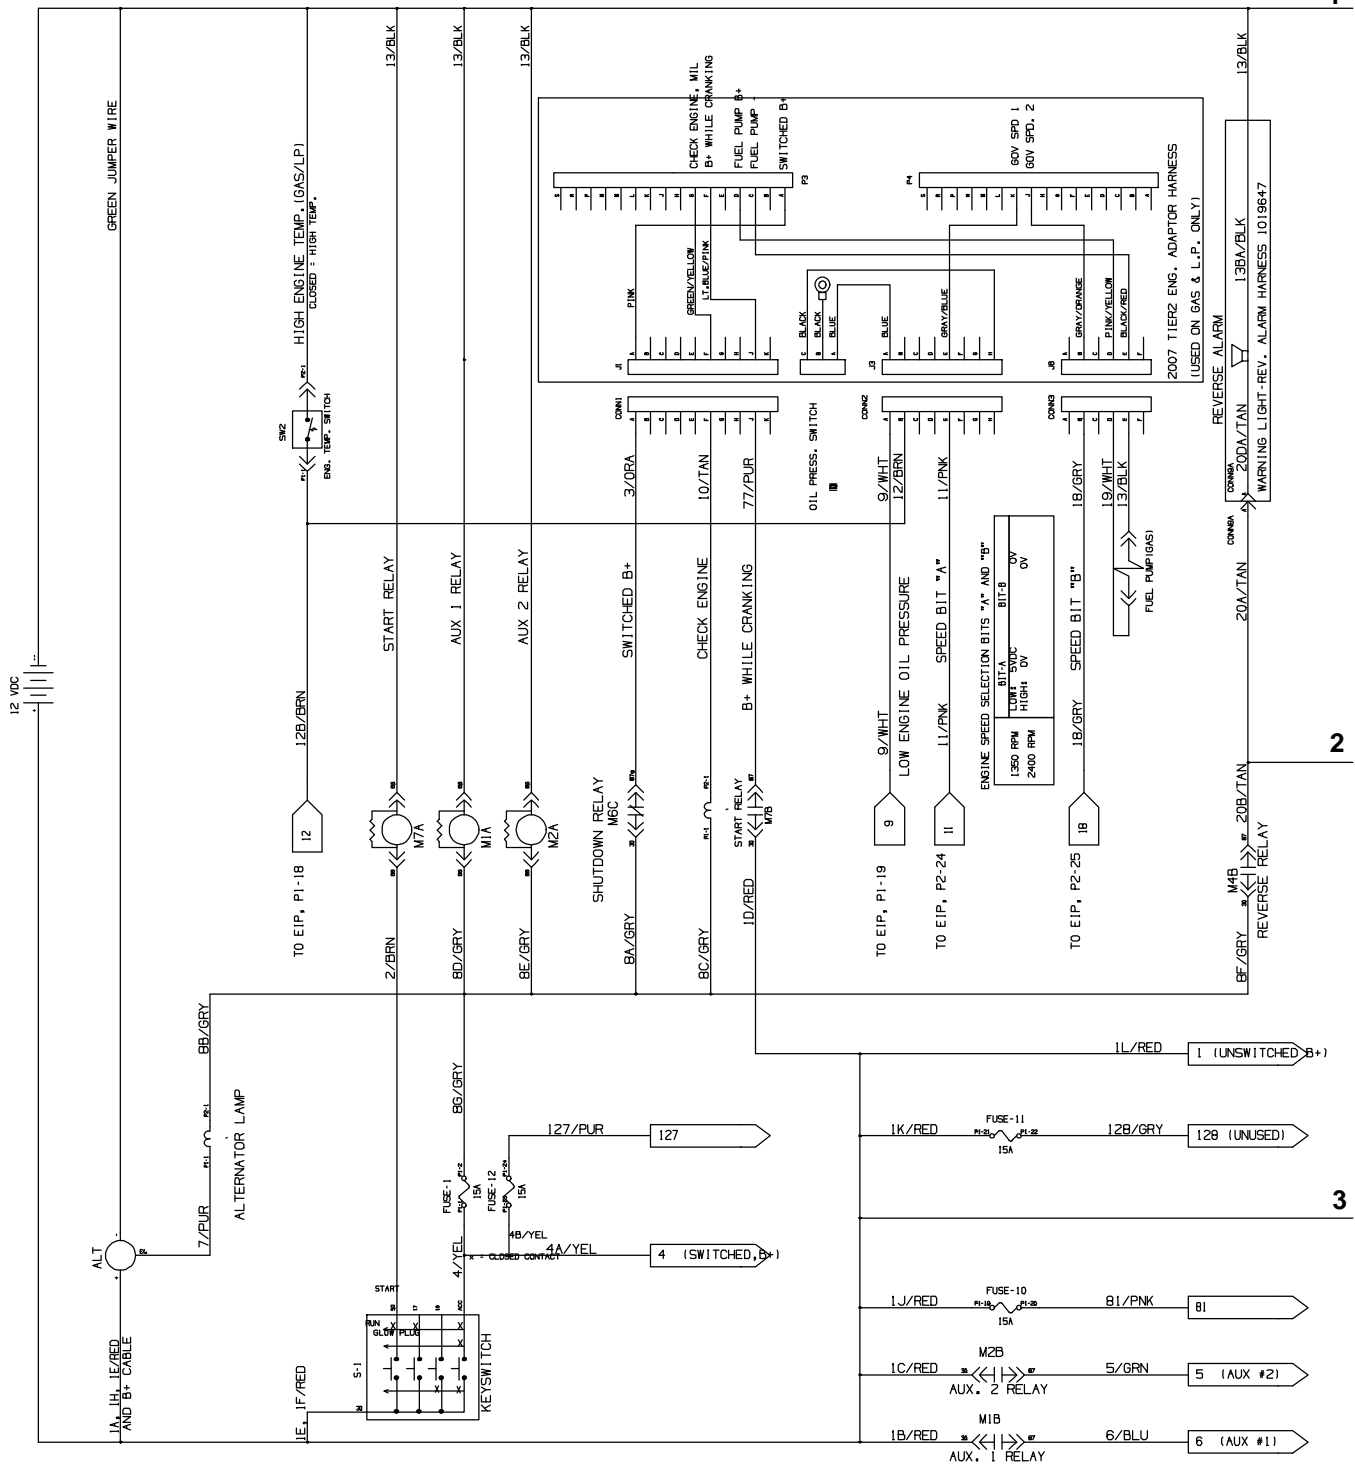 12 VDC
GREEN JUMPER WIRE
ALT
1A, 1H, 1E/RED
AND B+ CABLE
7/PUR
8B/GRY
ALTERNATOR LAMP
HIGH ENGINE TEMP. (GAS/LP)
CLOSED = HIGH TEMP.
SW2
ENG. TEMP. SWITCH
12B/BRN
12
TO EIP, P1-18
13/BLK
START RELAY
M7A
2/BRN
13/BLK
AUX 1 RELAY
M1A
8D/GRY
13/BLK
AUX 2 RELAY
M2A
8E/GRY
8G/GRY
FUSE-1
15A
FUSE-12
15A
127/PUR
127
4B/YEL
4/YEL
4A/YEL
X = CLOSED CONTACT
4 (SWITCHED, B+)
START
RUN
GLOW PLUG
S-1
KEYSWITCH
1E, 1F/RED
CHECK ENGINE, MIL
B+ WHILE CRANKING
FUEL PUMP B+
FUEL PUMP -
SWITCHED B+
P3
S R P N M L K J H G F E D C B A
GOV SPD 1
GOV SPD. 2
P4
S R P N M L K J H G F E D C B A
PINK
GREEN/YELLOW
LT.BLUE/PINK
BLACK
BLACK
BLUE
BLUE
GRAY/BLUE
GRAY/ORANGE
PINK/YELLOW
BLACK/RED
J1
A B C D E F G H J K
C B A
J3
A B C D E F G H
J8
A B C D E F
2007 TIER2 ENG. ADAPTOR HARNESS
(USED ON GAS & L.P. ONLY)
CONN1
A B C D E F G H J K
OIL PRESS. SWITCH
CONN2
A B C D E F G H
CONN3
A B C D E F
3/ORA
10/TAN
77/PUR
9/WHT
12/BRN
11/PNK
18/GRY
19/WHT
13/BLK
SWITCHED B+
CHECK ENGINE
B+ WHILE CRANKING
LOW ENGINE OIL PRESSURE
SPEED BIT "A"
SPEED BIT "B"
FUEL PUMP(GAS)
ENGINE SPEED SELECTION BITS "A" AND "B"
BIT-A
BIT-B
1350 RPM
LOW: 5VDC
0V
2400 RPM
HIGH: 0V
0V
SHUTDOWN RELAY
M6C
8A/GRY
8C/GRY
START RELAY
M7B
1D/RED
9/WHT
9
TO EIP, P1-19
11/PNK
11
TO EIP, P2-24
18/GRY
18
TO EIP, P2-25
13/BLK
13BA/BLK
REVERSE ALARM
20DA/TAN
WARNING LIGHT-REV. ALARM HARNESS 1019647
20A/TAN
2
20B/TAN
M4B
REVERSE RELAY
8F/GRY
1L/RED
1 (UNSWITCHED B+)
1K/RED
FUSE-11
P1-21
P1-22
15A
128/GRY
128 (UNUSED)
3
1J/RED
FUSE-10
P1-19
P1-20
15A
81/PNK
81
1C/RED
M2B
AUX. 2 RELAY
5/GRN
5 (AUX #2)
1B/RED
M1B
AUX. 1 RELAY
6/BLU
6 (AUX #1)